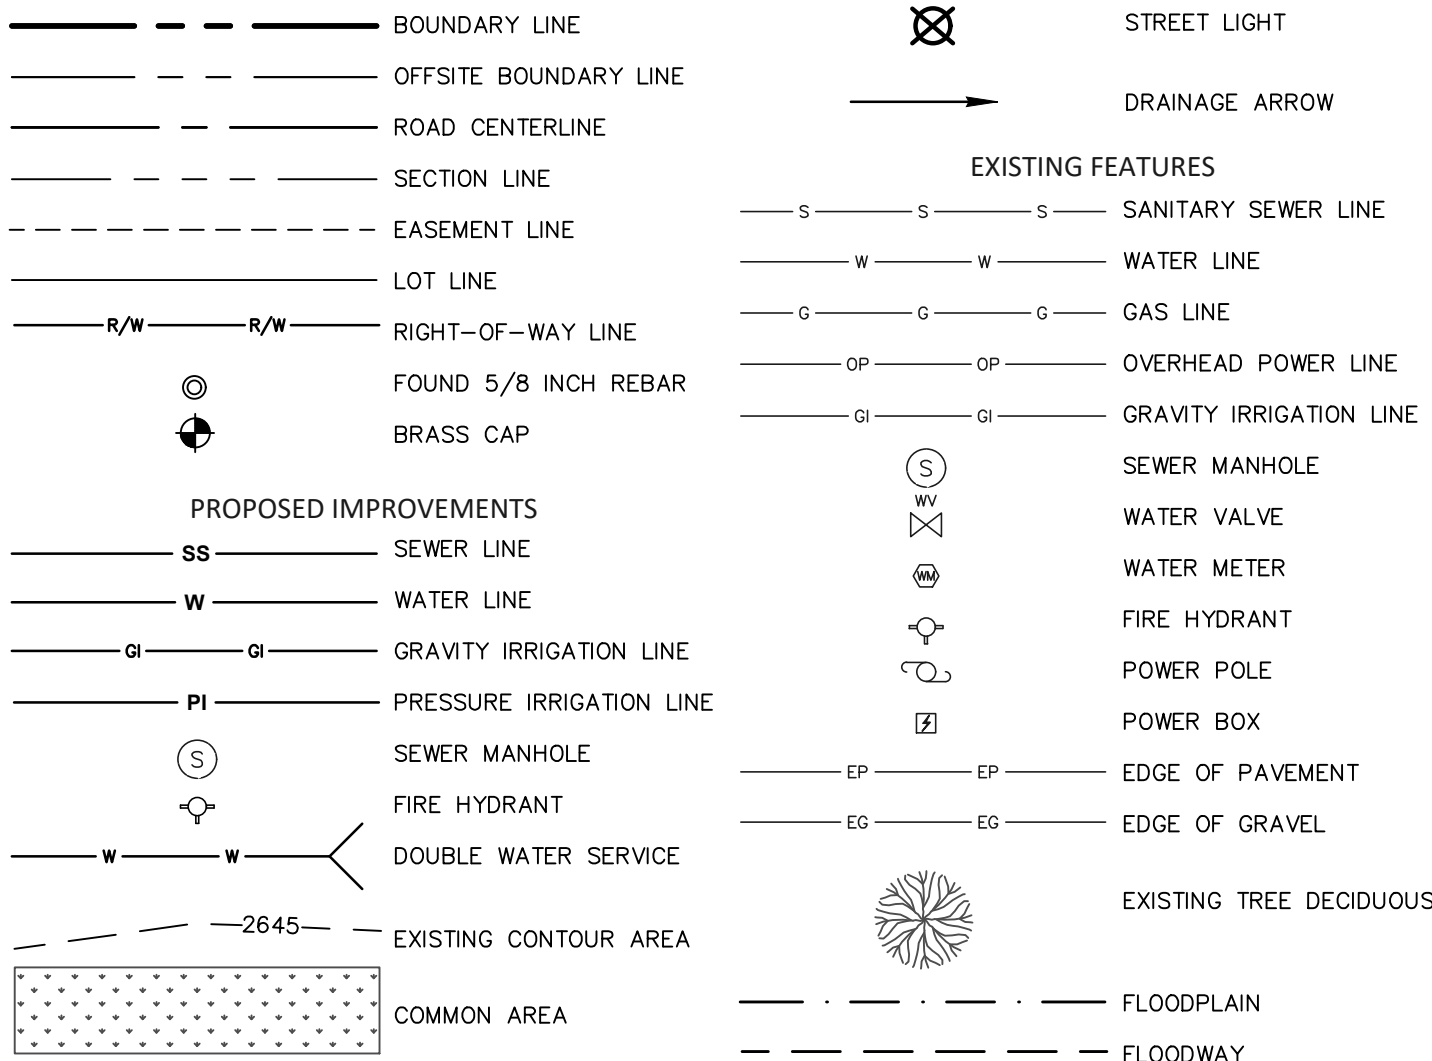 BOUNDARY LINE
OFFSITE BOUNDARY LINE
ROAD CENTERLINE
SECTION LINE
EASEMENT LINE
LOT LINE
R/W R/W RIGHT-OF-WAY LINE
FOUND 5/8 INCH REBAR
BRASS CAP
PROPOSED IMPROVEMENTS
SS SEWER LINE
W WATER LINE
GI GI GRAVITY IRRIGATION LINE
PI PRESSURE IRRIGATION LINE
S SEWER MANHOLE
FIRE HYDRANT
W W DOUBLE WATER SERVICE
2645 EXISTING CONTOUR AREA
COMMON AREA
STREET LIGHT
DRAINAGE ARROW
EXISTING FEATURES
S S S SANITARY SEWER LINE
W W WATER LINE
G G G GAS LINE
OP OP OVERHEAD POWER LINE
GI GI GRAVITY IRRIGATION LINE
S SEWER MANHOLE
WV WATER VALVE
WM WATER METER
FIRE HYDRANT
POWER POLE
POWER BOX
EP EP EDGE OF PAVEMENT
EG EG EDGE OF GRAVEL
EXISTING TREE DECIDUOUS
FLOODPLAIN
FLOODWAY